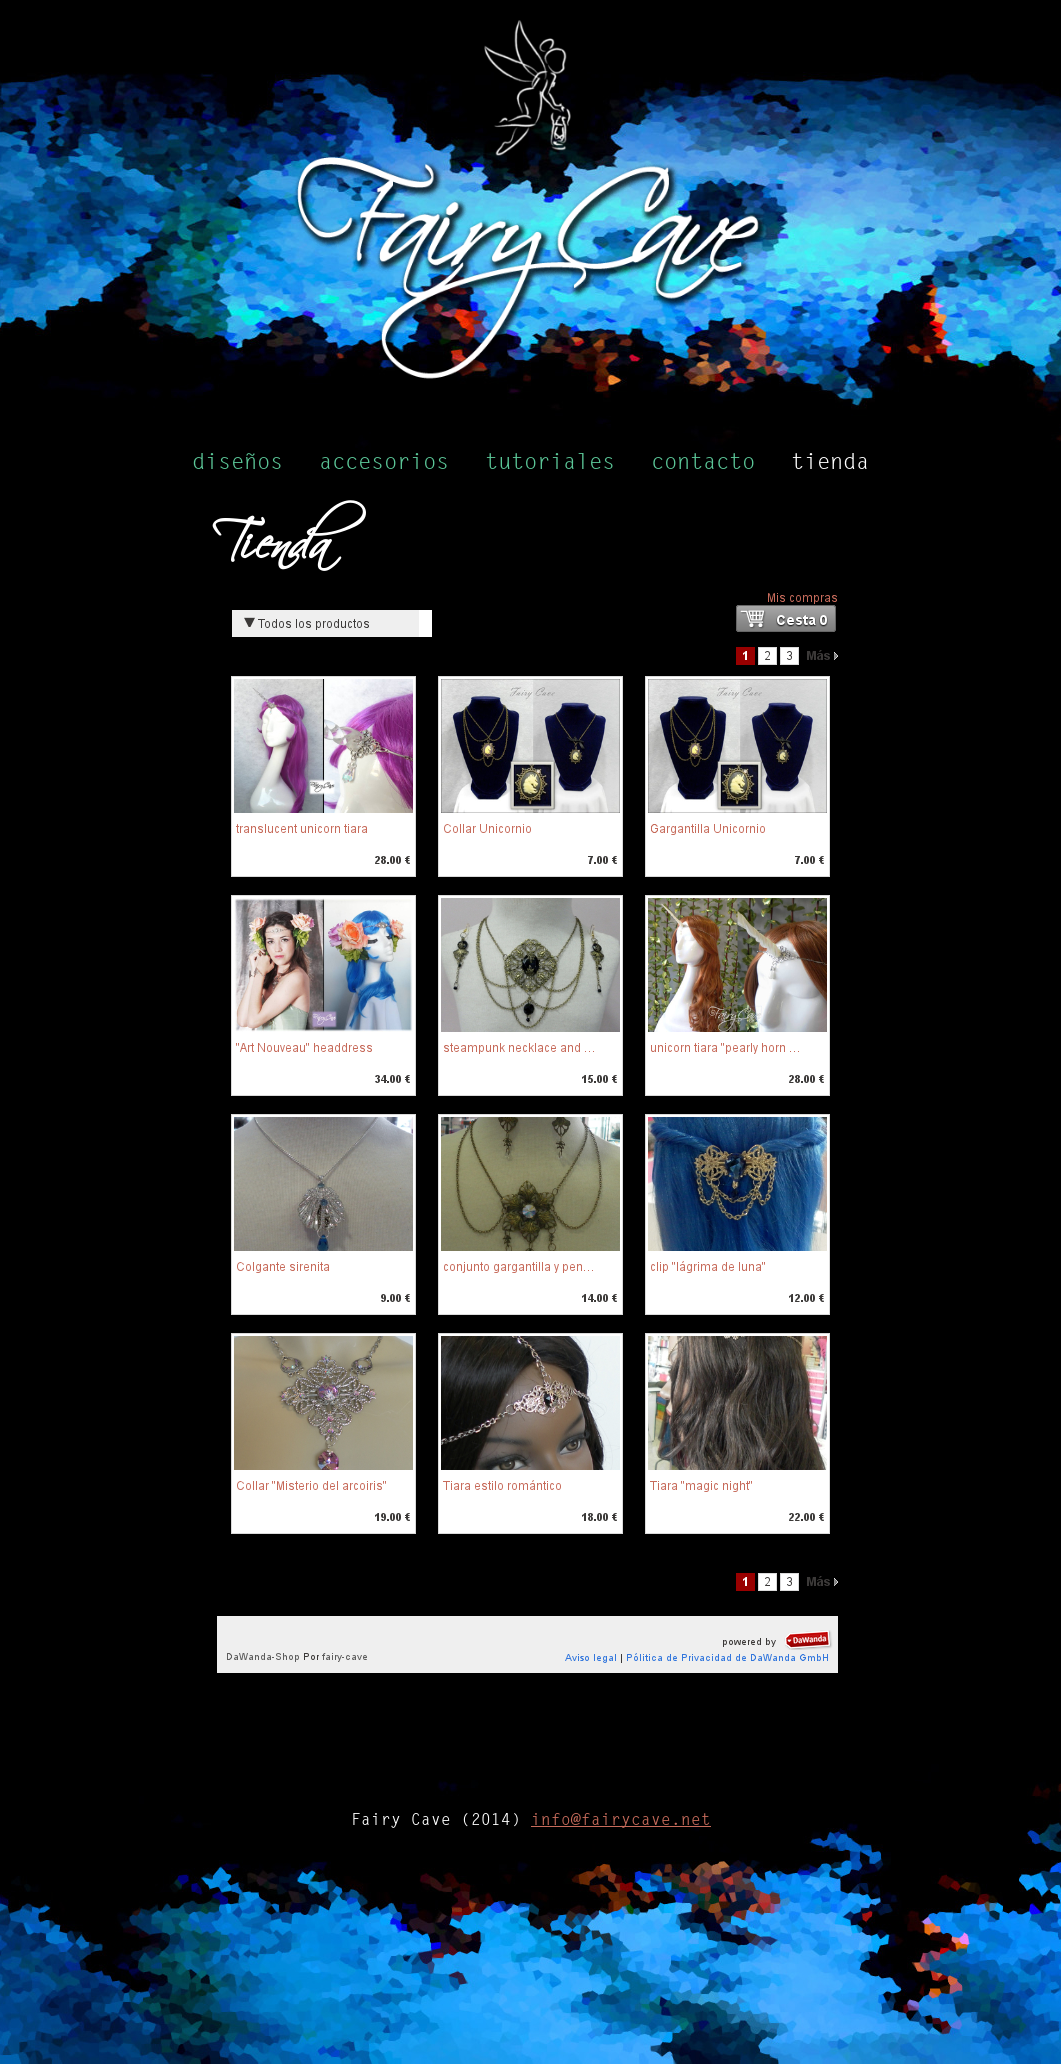 Fairy Cave
diseños accesorios tutoriales contacto tienda
Tienda
Mis compras
▼ Todos los productos
Cesta 0
1 2 3 Más
Fairy Cave
Fairy Cave
FairyCave
translucent unicorn tiara
Collar Unicornio
Gargantilla Unicornio
28.00 €
7.00 €
7.00 €
FairyCave
"Art Nouveau" headdress
steampunk necklace and ...
unicorn tiara "pearly horn ...
34.00 €
15.00 €
28.00 €
Colgante sirenita
conjunto gargantilla y pen...
clip "lágrima de luna"
9.00 €
14.00 €
12.00 €
Collar "Misterio del arcoiris"
Tiara estilo romántico
Tiara "magic night"
19.00 €
18.00 €
22.00 €
1 2 3 Más
powered by DaWanda
DaWanda-Shop Por fairy-cave
Aviso legal | Pólitica de Privacidad de DaWanda GmbH
Fairy Cave (2014) info@fairycave.net